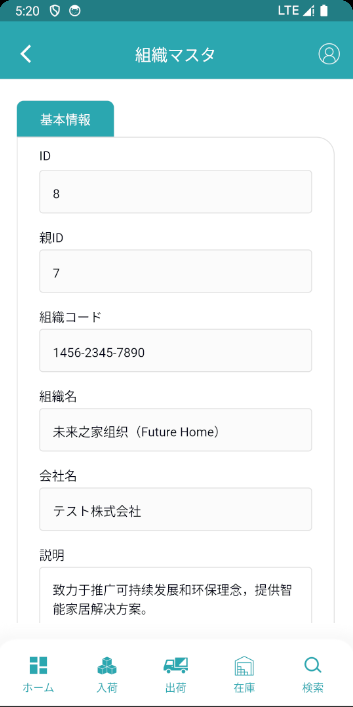 5:20
LTE
組織マスタ
基本情報
ID
8
親ID
7
組織コード
1456-2345-7890
組織名
未来之家组织（Future Home）
会社名
テスト株式会社
説明
致力于推广可持续发展和环保理念，提供智
能家居解决方案。
ホーム
入荷
出荷
在庫
検索